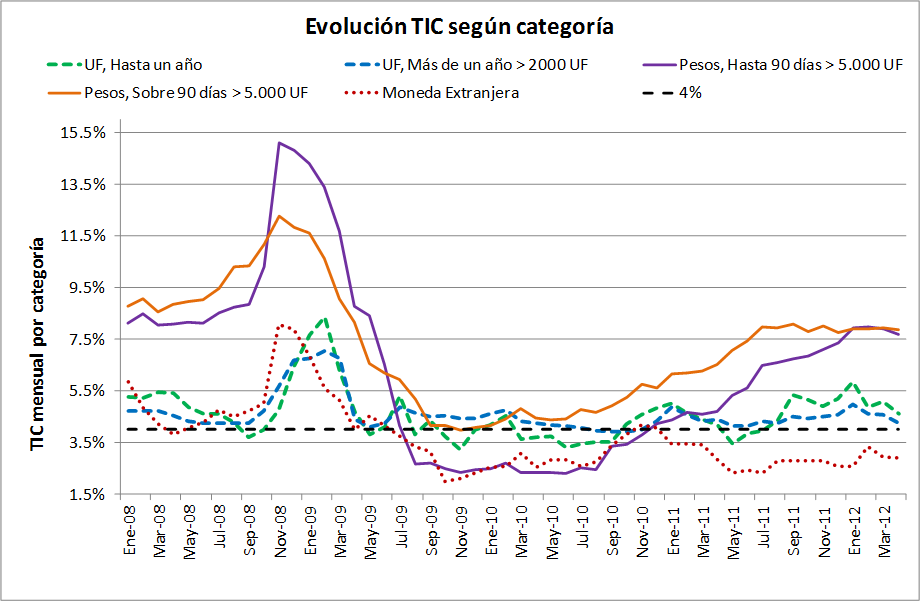 Evolución TIC según categoría
UF, Hasta un año
UF, Más de un año > 2000 UF
Pesos, Hasta 90 días > 5.000 UF
Pesos, Sobre 90 días > 5.000 UF
Moneda Extranjera
4%
TIC mensual por categoría
15.5%
13.5%
11.5%
9.5%
7.5%
5.5%
3.5%
1.5%
Ene-08
Mar-08
May-08
Jul-08
Sep-08
Nov-08
Ene-09
Mar-09
May-09
Jul-09
Sep-09
Nov-09
Ene-10
Mar-10
May-10
Jul-10
Sep-10
Nov-10
Ene-11
Mar-11
May-11
Jul-11
Sep-11
Nov-11
Ene-12
Mar-12